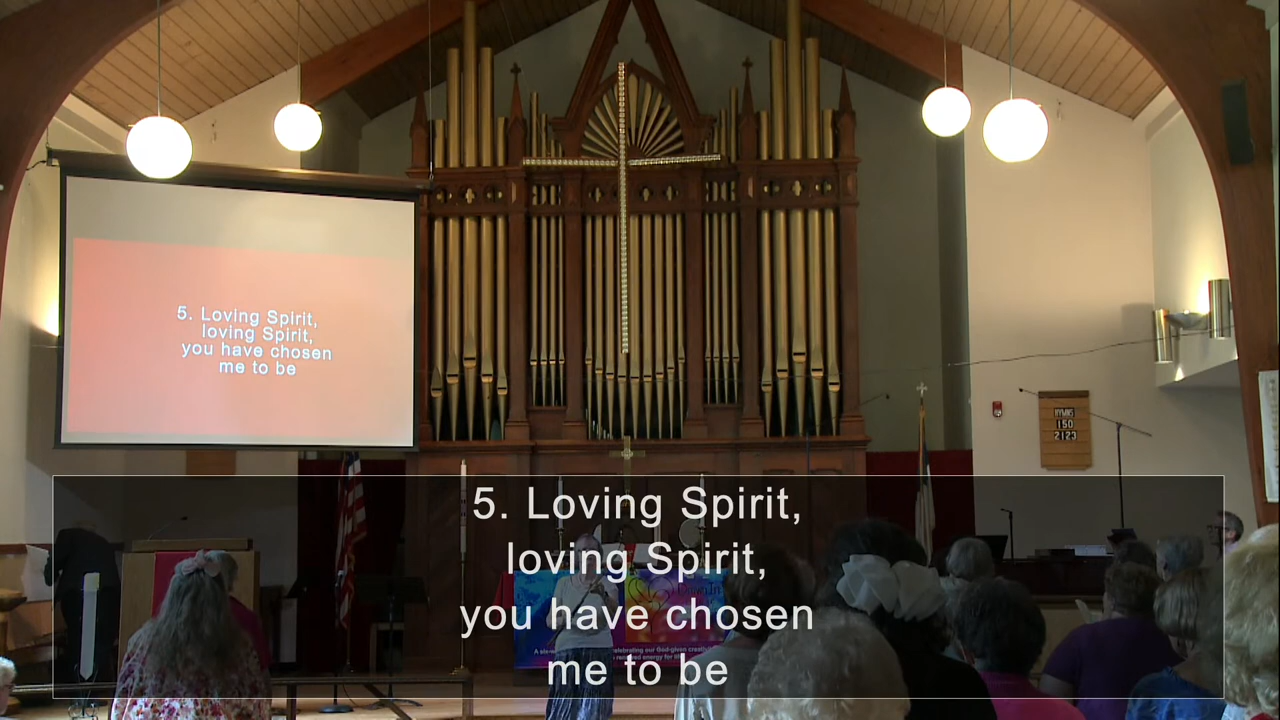 5. Loving Spirit,
loving Spirit,
you have chosen
me to be
HYMNS
150
2123
5. Loving Spirit,
loving Spirit,
you have chosen
me to be